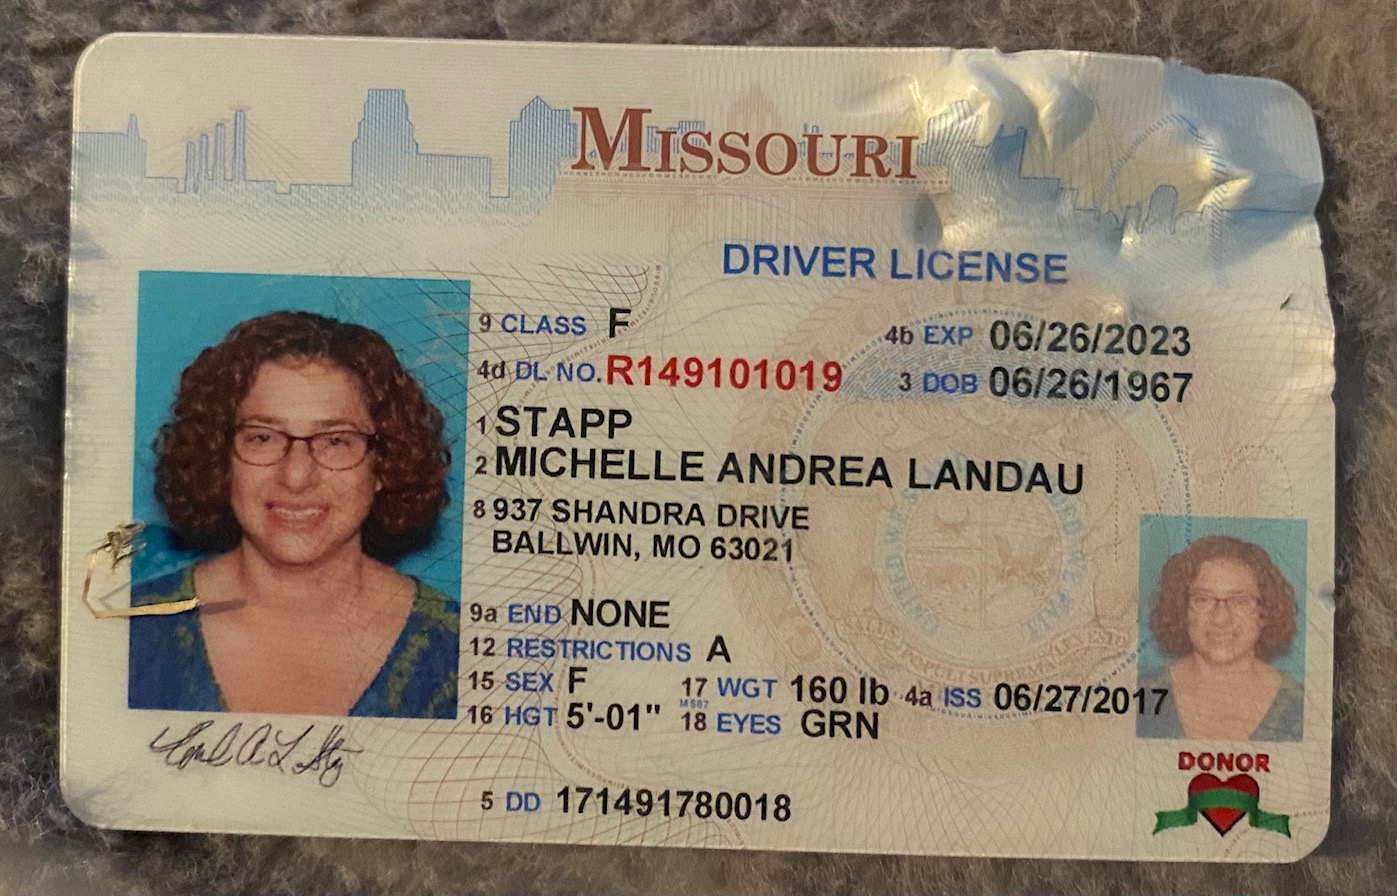 MISSOURI
DRIVER LICENSE
9 CLASS F
4b EXP 06/26/2023
4d DL NO. R149101019
3 DOB 06/26/1967
1 STAPP
2 MICHELLE ANDREA LANDAU
8 937 SHANDRA DRIVE
BALLWIN, MO 63021
9a END NONE
12 RESTRICTIONS A
15 SEX F
17 WGT 160 lb
4a ISS 06/27/2017
16 HGT 5'-01"
18 EYES GRN
5 DD 171491780018
DONOR